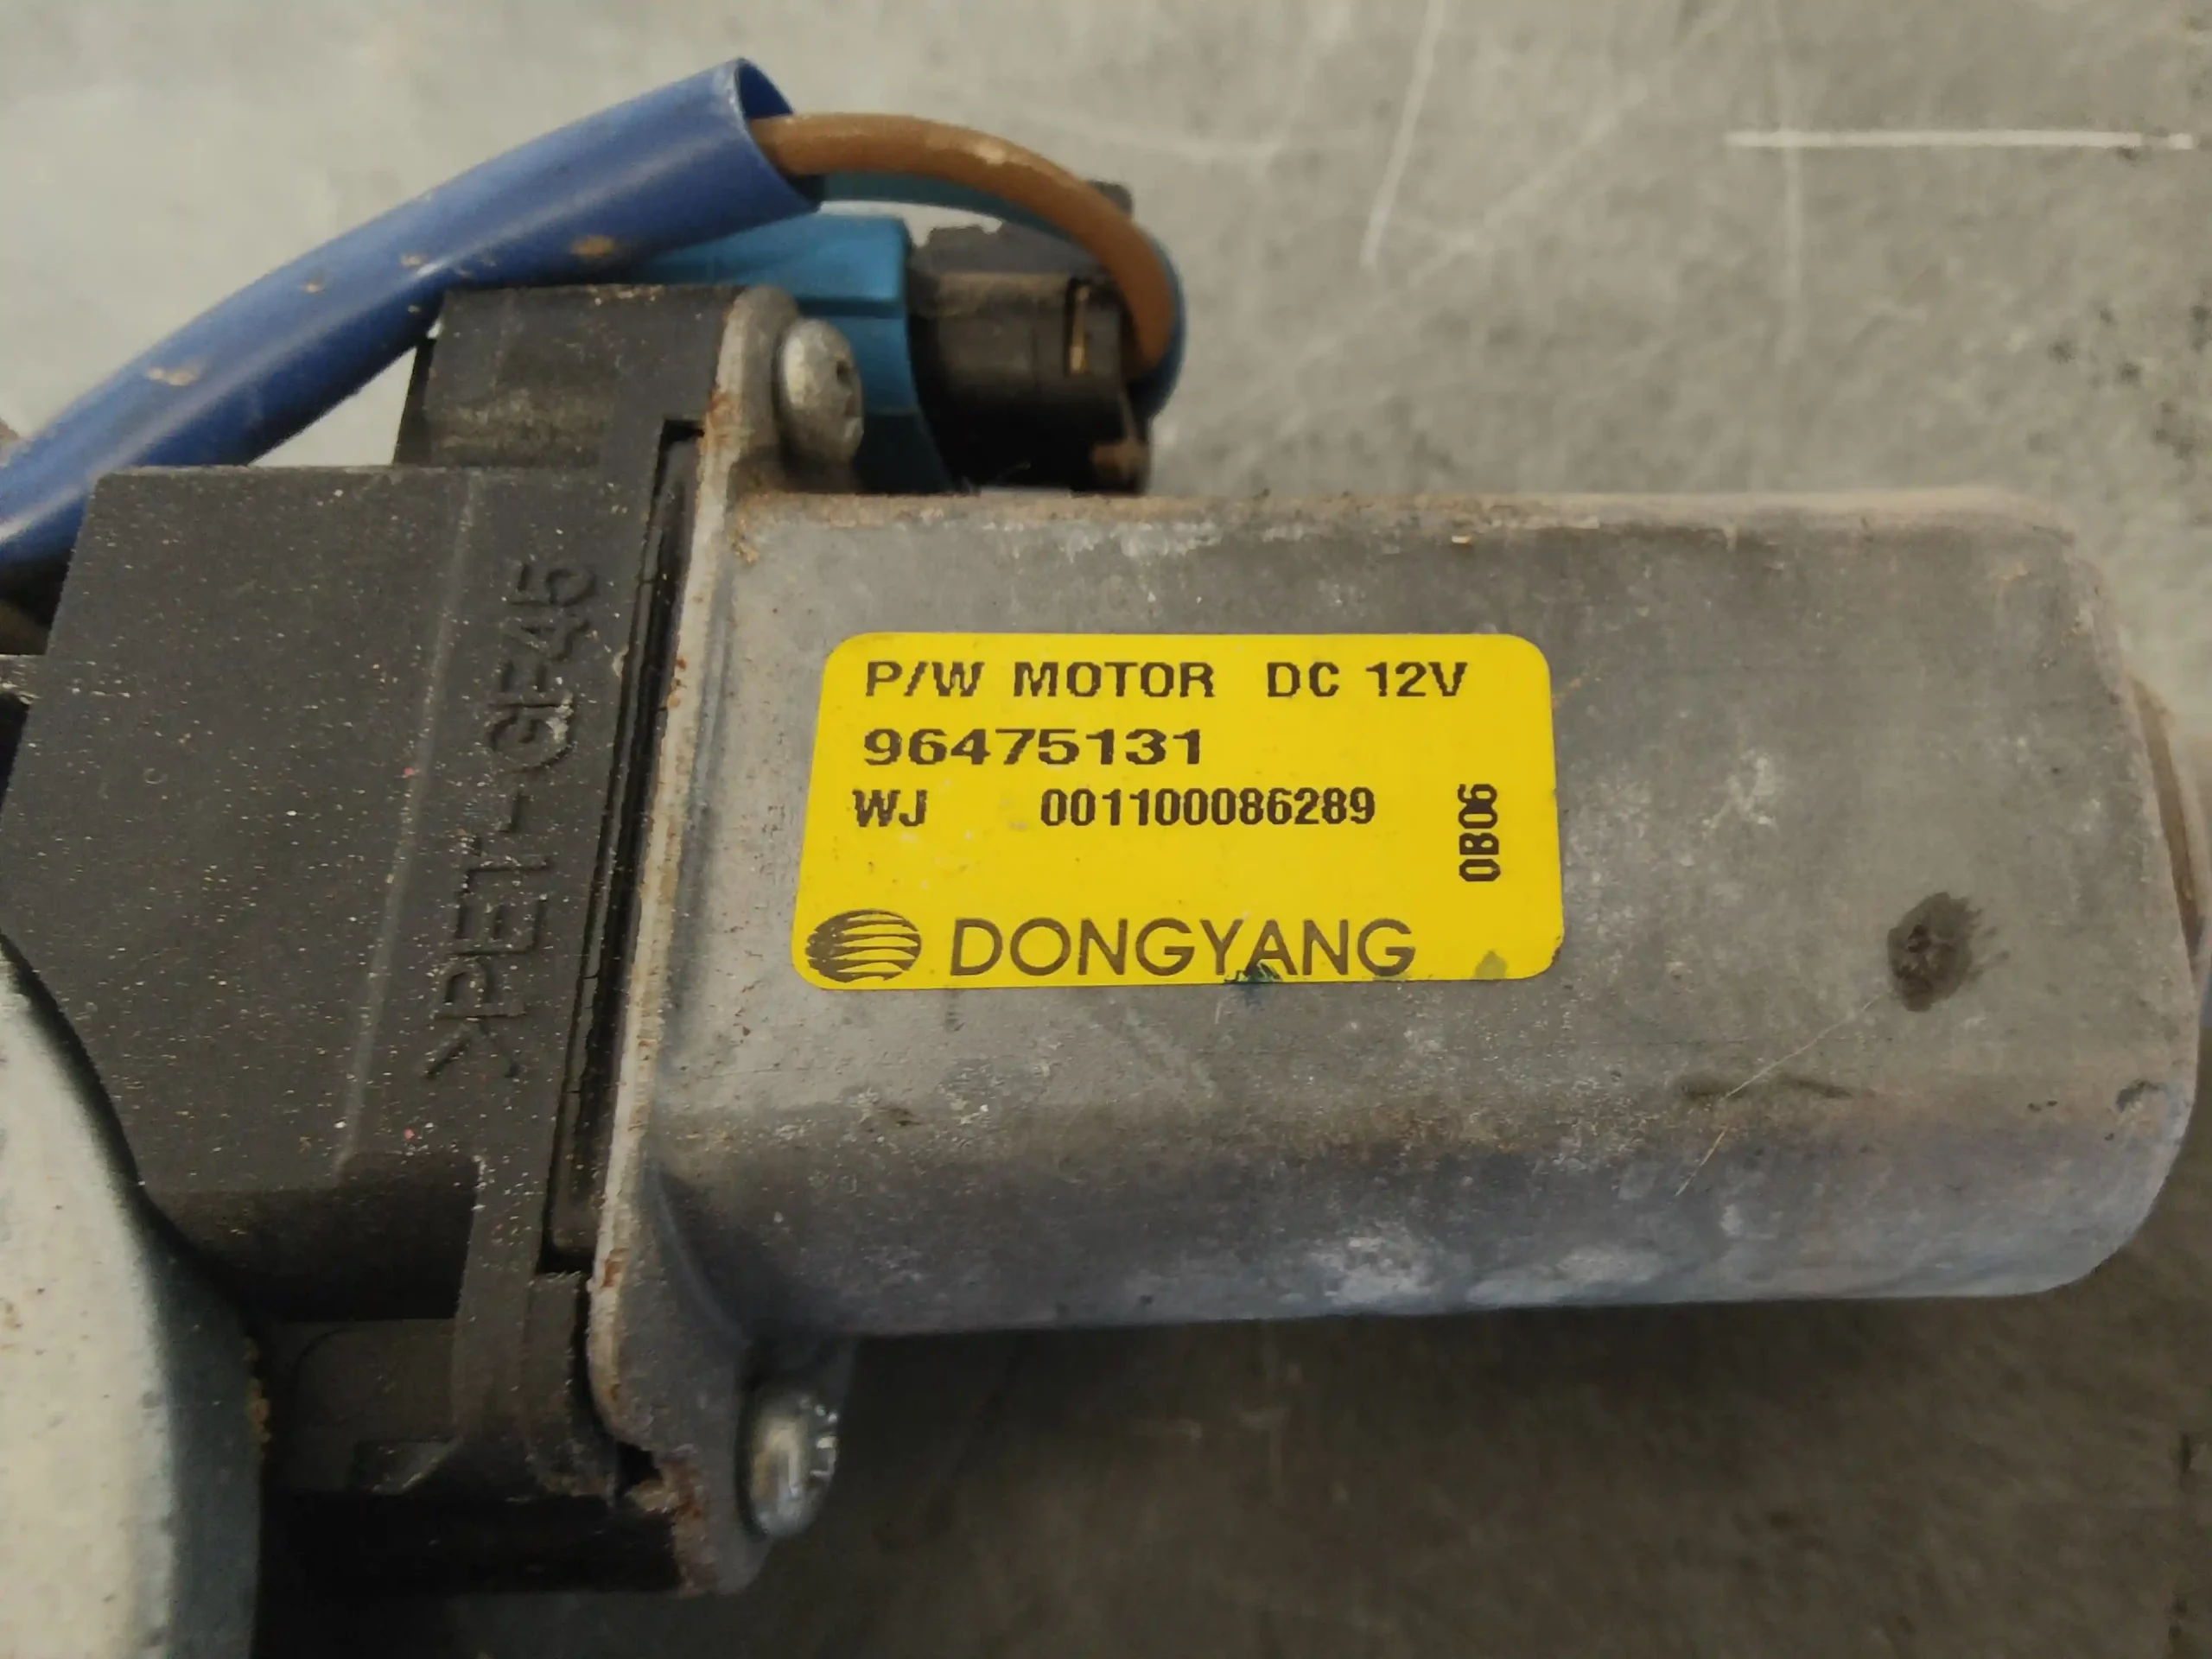 P/W MOTOR DC 12V
96475131
WJ 001100086289
0B06
DONGYANG
>PET-GF45